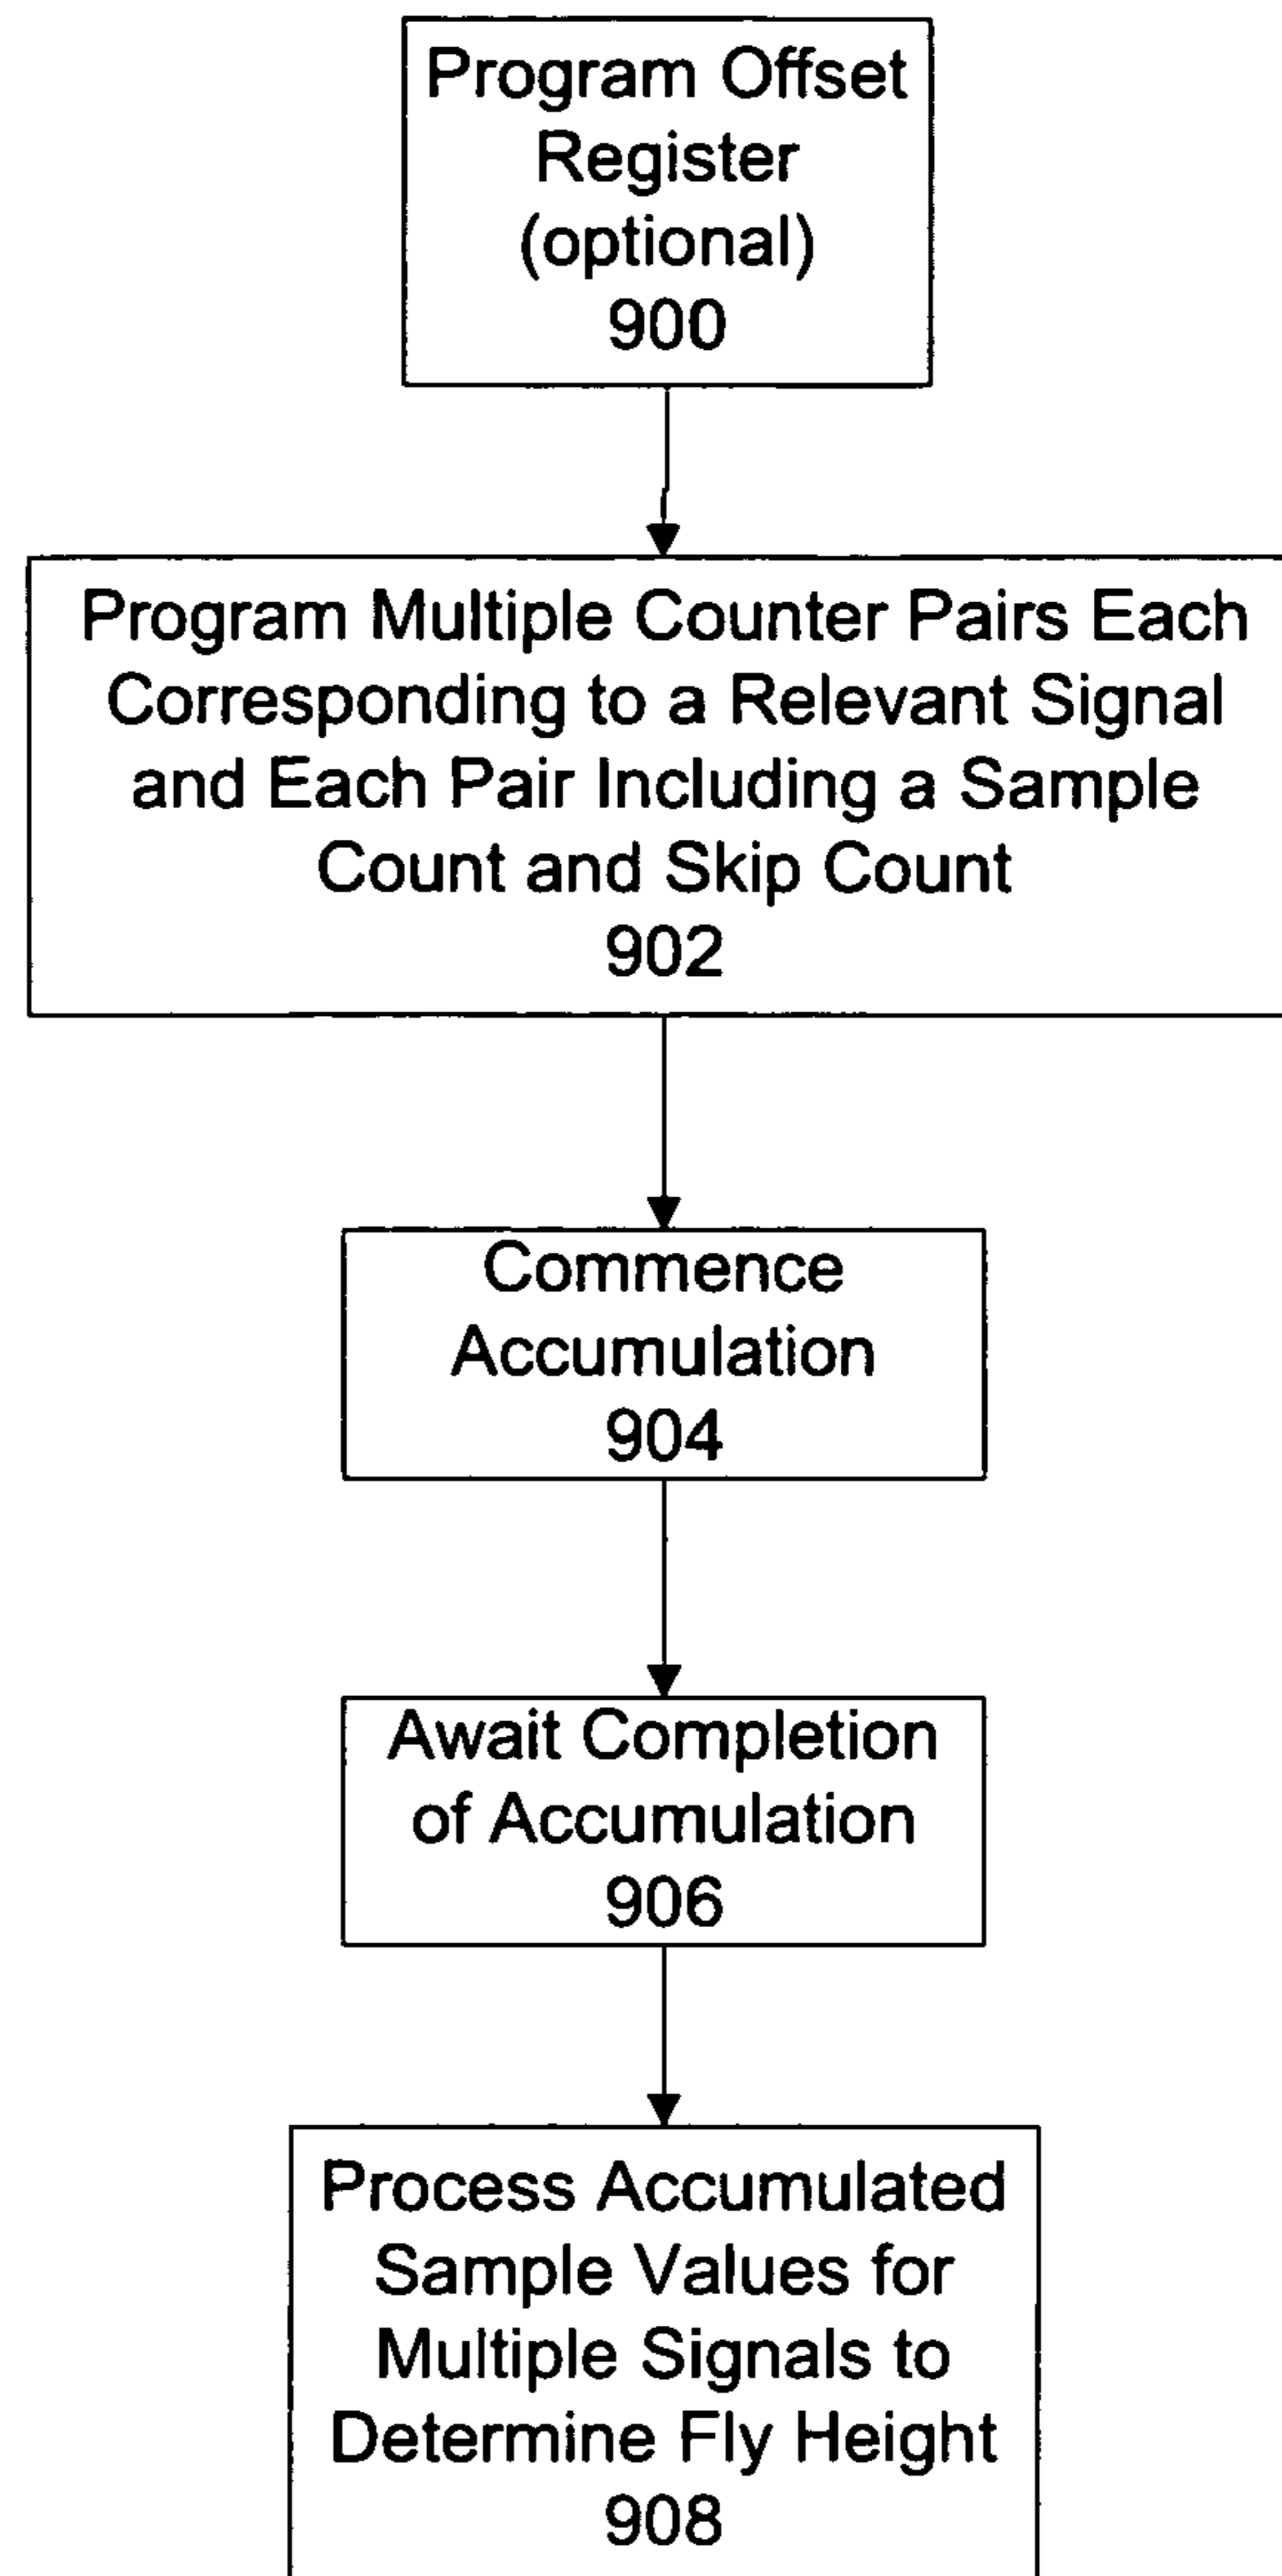 Program Offset
Register
(optional)
900
Program Multiple Counter Pairs Each
Corresponding to a Relevant Signal
and Each Pair Including a Sample
Count and Skip Count
902
Commence
Accumulation
904
Await Completion
of Accumulation
906
Process Accumulated
Sample Values for
Multiple Signals to
Determine Fly Height
908